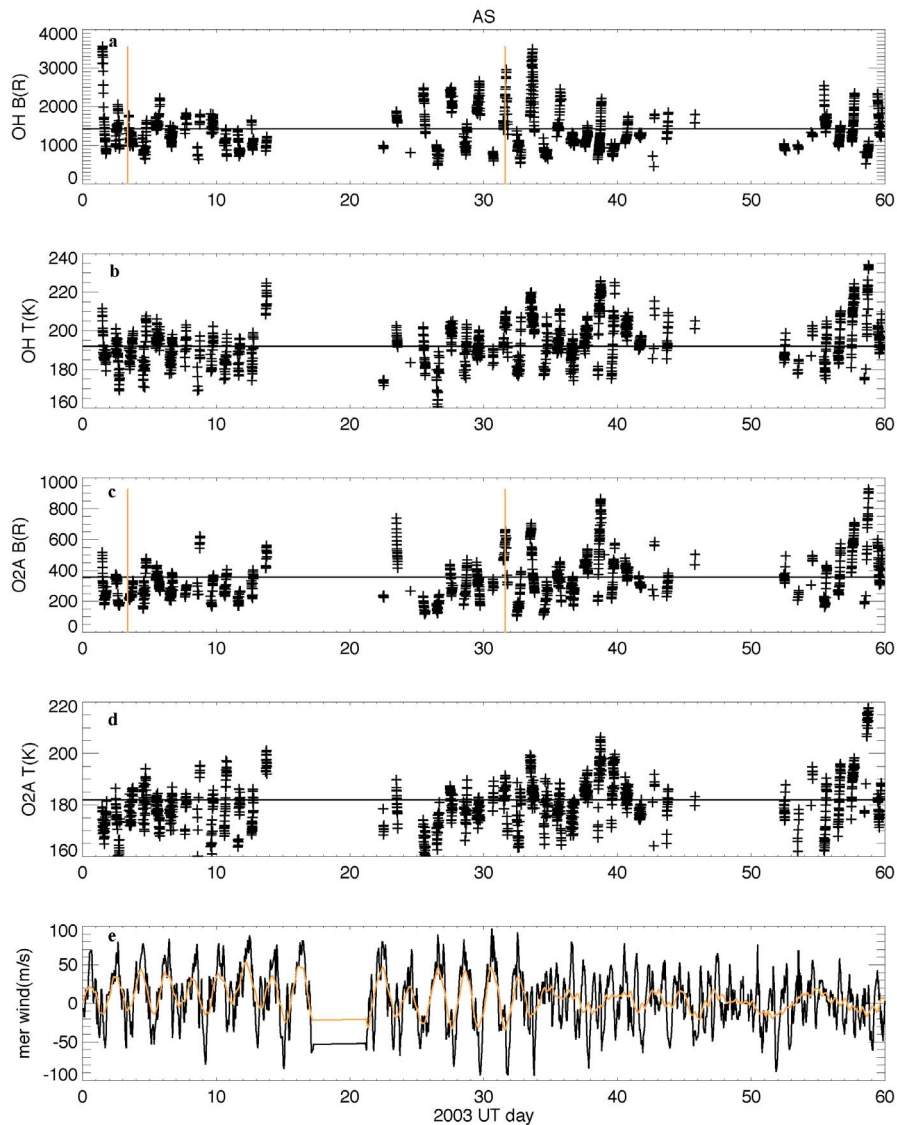 AS
a
OH B(R)
4000
3000
2000
1000
0
0 10 20 30 40 50 60
b
OH T(K)
240
220
200
180
160
0 10 20 30 40 50 60
c
O2A B(R)
1000
800
600
400
200
0
0 10 20 30 40 50 60
d
O2A T(K)
220
200
180
160
0 10 20 30 40 50 60
e
mer wind(m/s)
100
50
0
-50
-100
0 10 20 30 40 50 60
2003 UT day